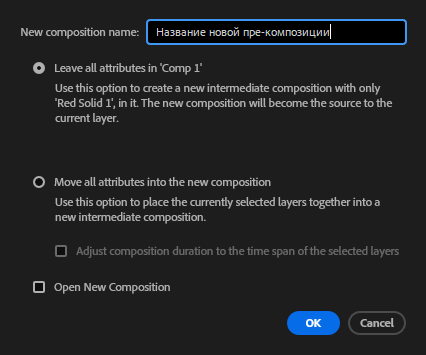 New composition name: Название новой пре-композиции
Leave all attributes in 'Comp 1'
Use this option to create a new intermediate composition with only
'Red Solid 1', in it. The new composition will become the source to the
current layer.
Move all attributes into the new composition
Use this option to place the currently selected layers together into a
new intermediate composition.
Adjust composition duration to the time span of the selected layers
Open New Composition
OK Cancel